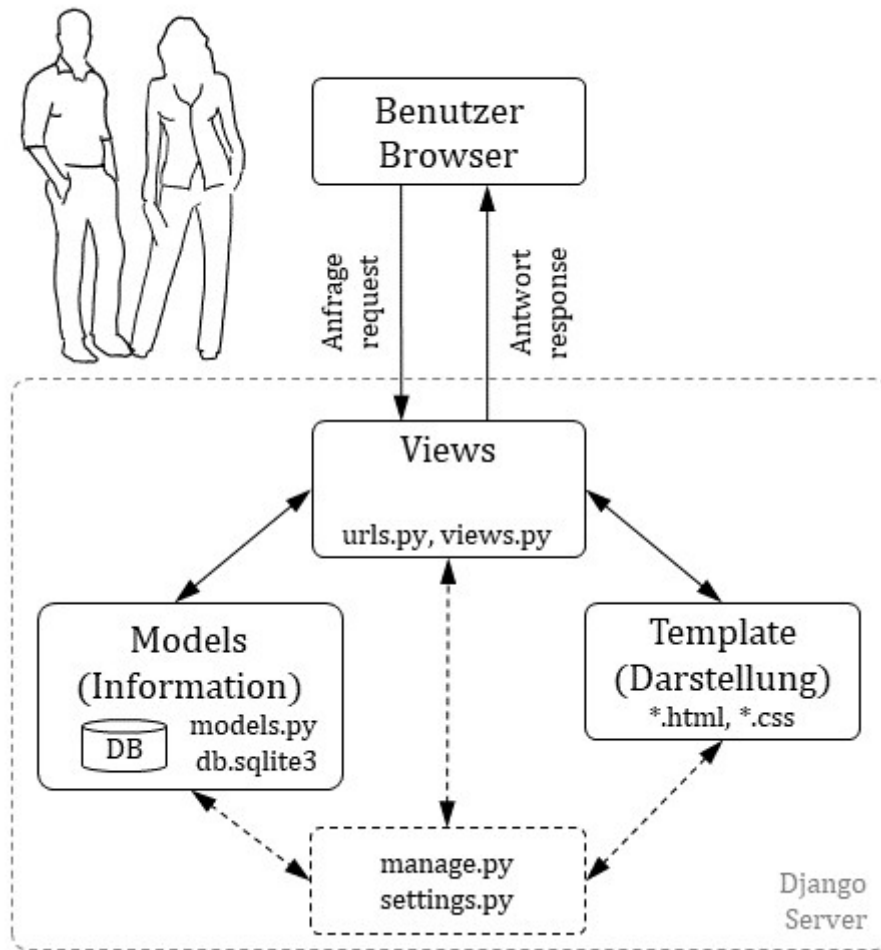 Benutzer
Browser
Anfrage
request
Antwort
response
Views
urls.py, views.py
Models
(Information)
DB
models.py
db.sqlite3
Template
(Darstellung)
*.html, *.css
manage.py
settings.py
Django
Server